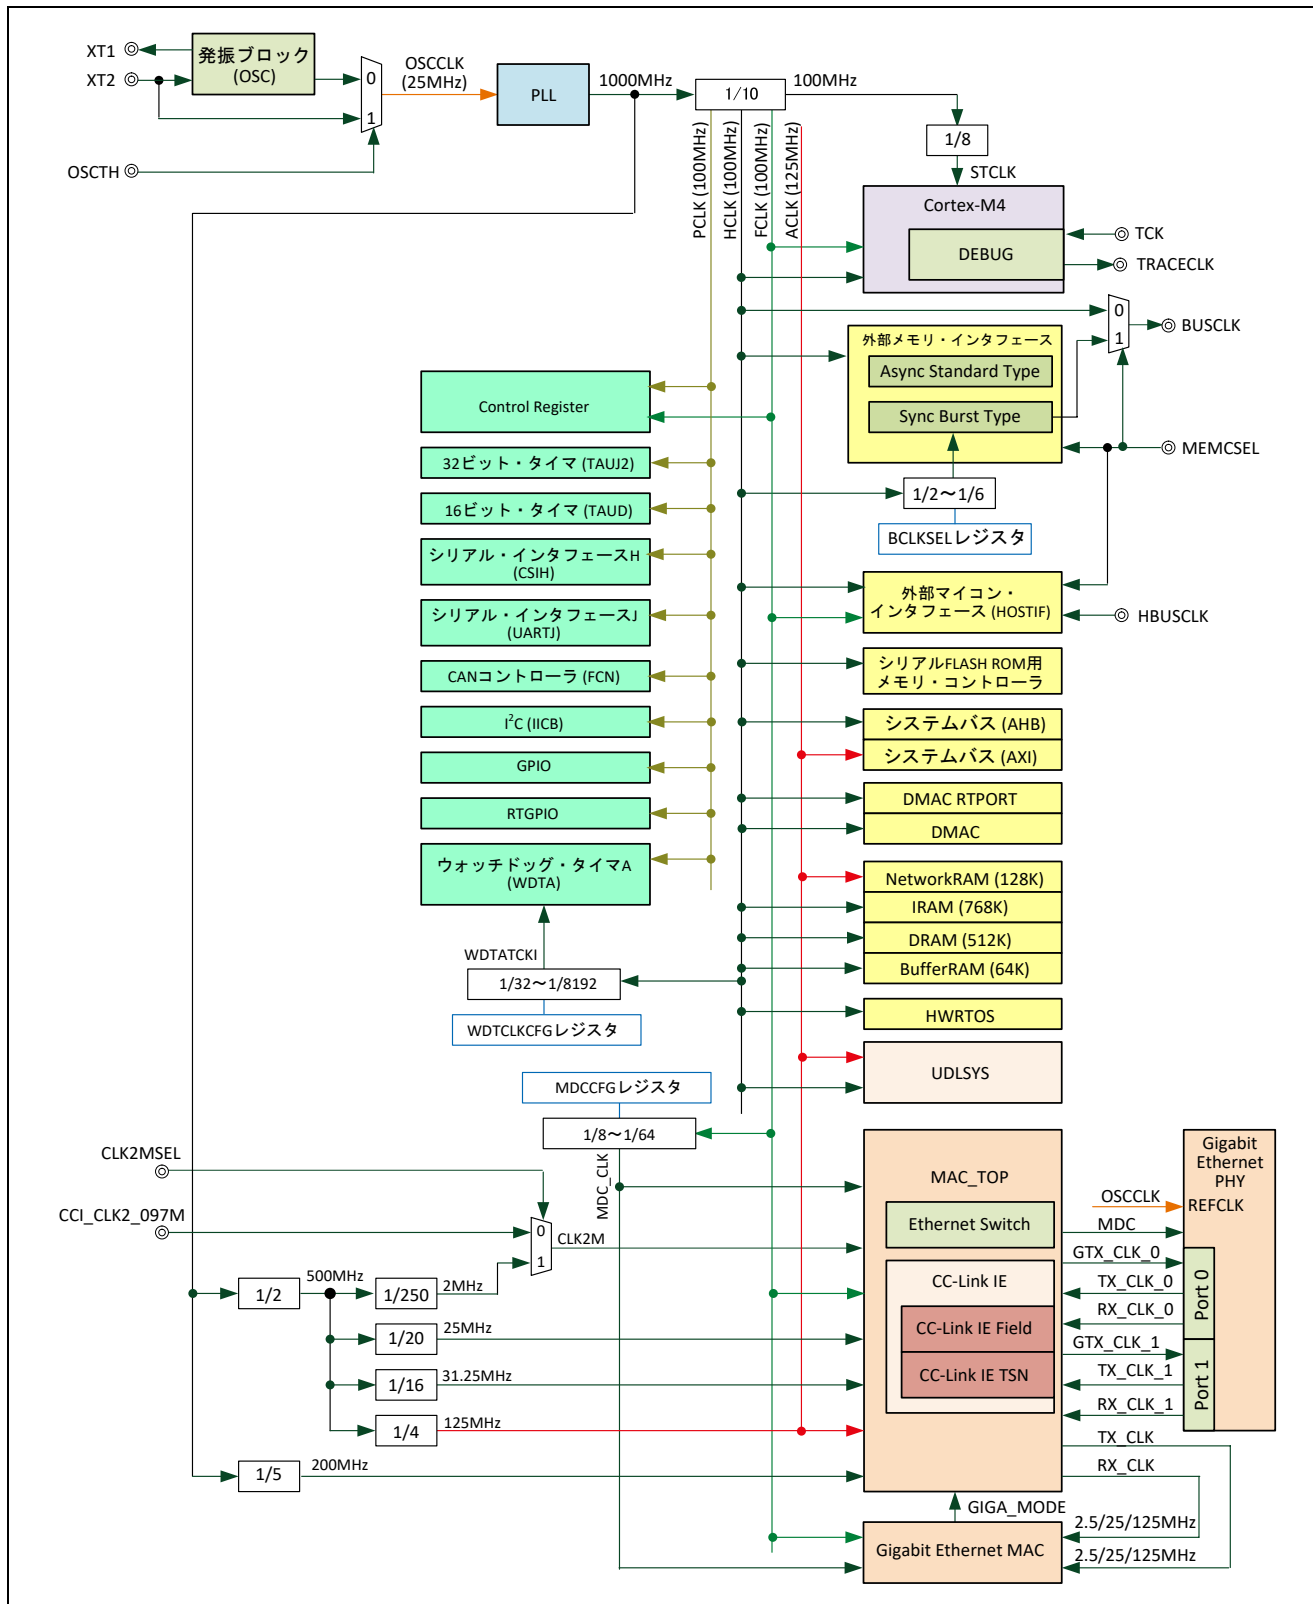 XT1
XT2
発振ブロック
(OSC)
0
1
OSCCLK
(25MHz)
PLL
1000MHz
1/10
100MHz
OSCTH
1/8
STCLK
PCLK (100MHz)
HCLK (100MHz)
FCLK (100MHz)
ACLK (125MHz)
Cortex-M4
DEBUG
TCK
TRACECLK
0
1
BUSCLK
外部メモリ・インタフェース
Async Standard Type
Sync Burst Type
MEMCSEL
1/2～1/6
BCLKSELレジスタ
Control Register
32ビット・タイマ (TAUJ2)
16ビット・タイマ (TAUD)
シリアル・インタフェースH
(CSIH)
シリアル・インタフェースJ
(UARTJ)
CANコントローラ (FCN)
I²C (IICB)
GPIO
RTGPIO
ウォッチドッグ・タイマA
(WDTA)
WDTATCKI
1/32～1/8192
WDTCLKCFGレジスタ
外部マイコン・
インタフェース (HOSTIF)
HBUSCLK
シリアルFLASH ROM用
メモリ・コントローラ
システムバス (AHB)
システムバス (AXI)
DMAC RTPORT
DMAC
NetworkRAM (128K)
IRAM (768K)
DRAM (512K)
BufferRAM (64K)
HWRTOS
UDLSYS
MDCCFGレジスタ
1/8～1/64
MDC_CLK
CLK2MSEL
CCI_CLK2_097M
0
1
CLK2M
1/2
500MHz
1/250
2MHz
1/20
25MHz
1/16
31.25MHz
1/4
125MHz
1/5
200MHz
MAC_TOP
Ethernet Switch
CC-Link IE
CC-Link IE Field
CC-Link IE TSN
Gigabit
Ethernet
PHY
OSCCLK
REFCLK
MDC
GTX_CLK_0
TX_CLK_0
RX_CLK_0
Port 0
GTX_CLK_1
TX_CLK_1
RX_CLK_1
Port 1
TX_CLK
RX_CLK
GIGA_MODE
Gigabit Ethernet MAC
2.5/25/125MHz
2.5/25/125MHz